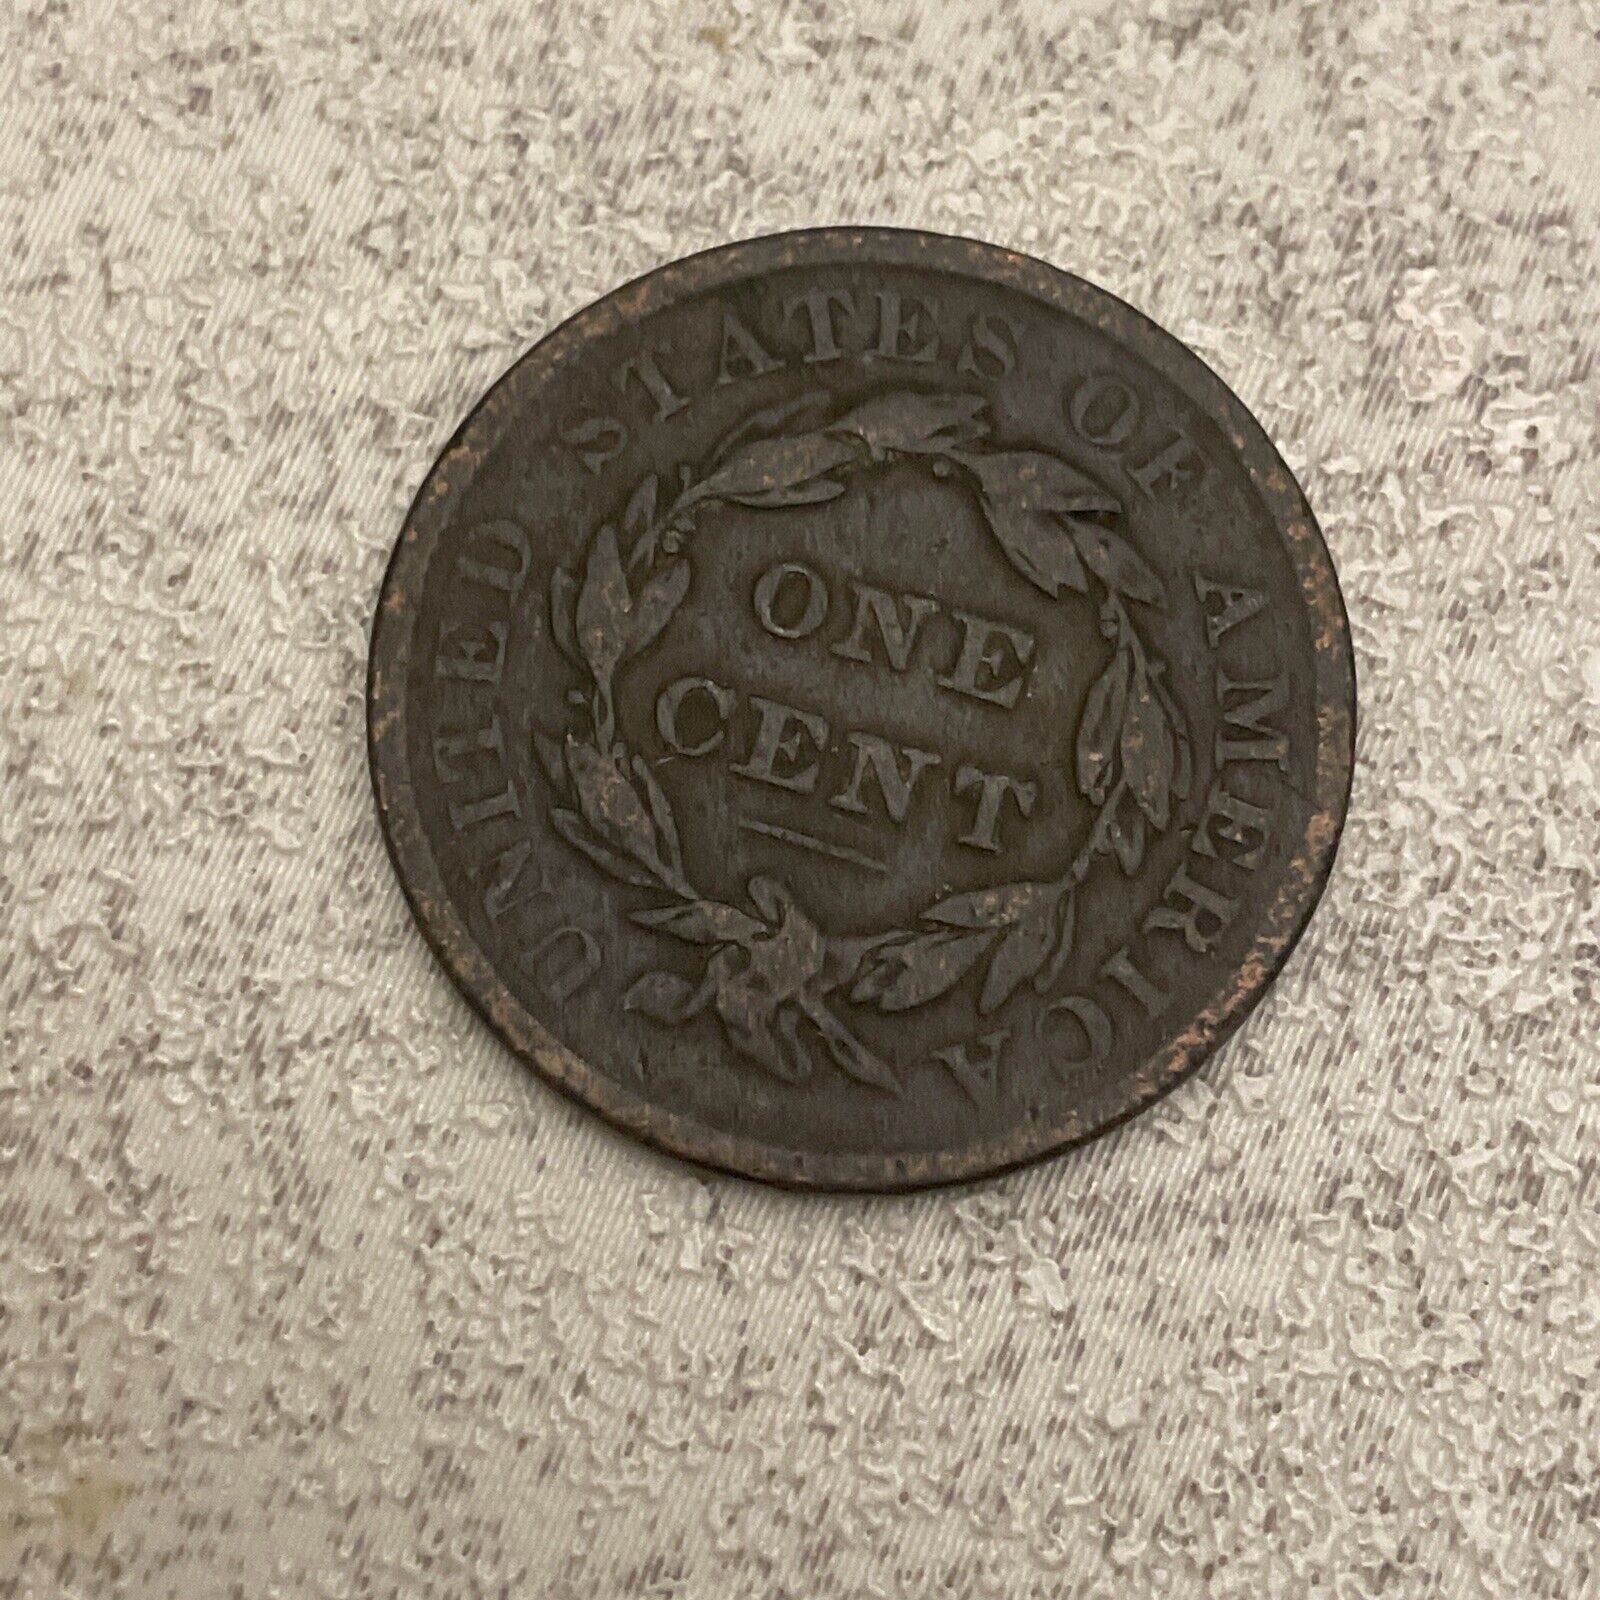 UNITED STATES OF AMERICA
ONE
CENT